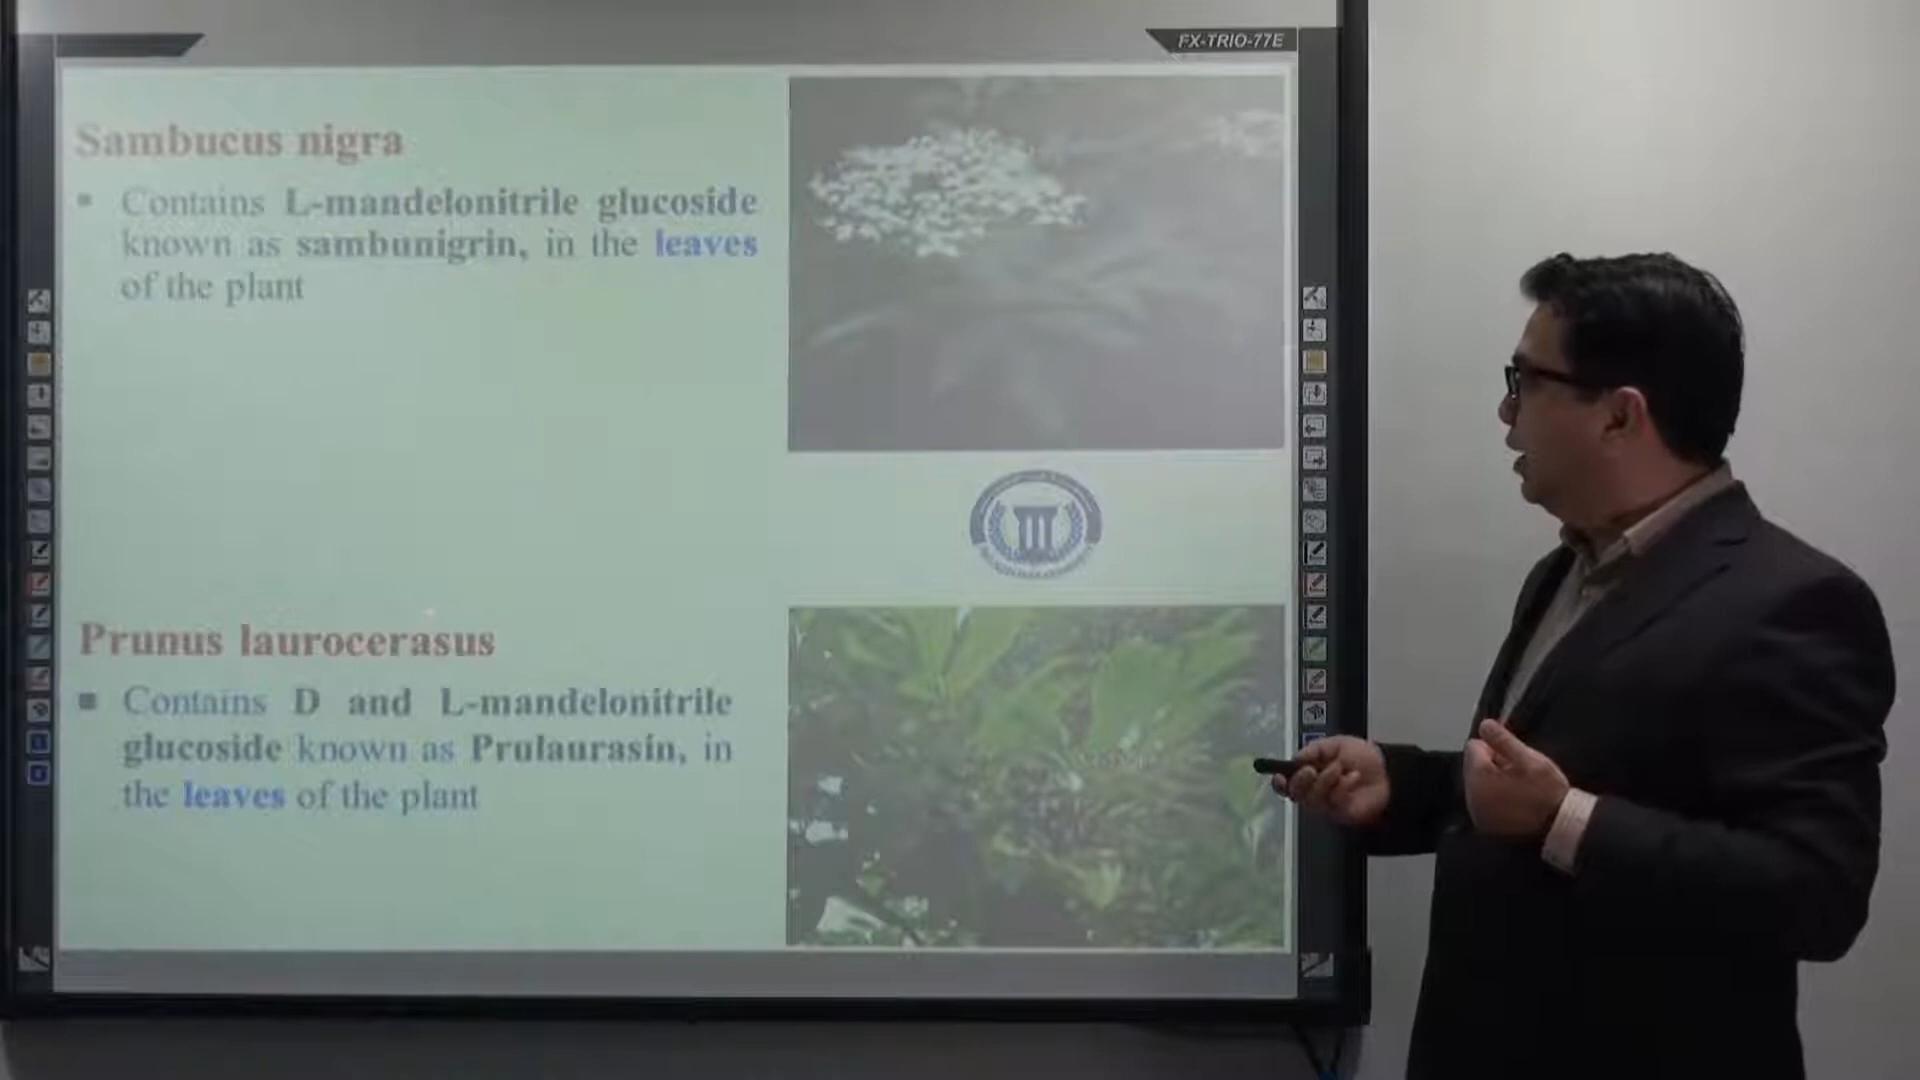 FX-TRIO-77E
Sambucus nigra
▪ Contains L-mandelonitrile glucoside
known as sambunigrin, in the leaves
of the plant
Prunus laurocerasus
▪ Contains D and L-mandelonitrile
glucoside known as Prulaurasin, in
the leaves of the plant